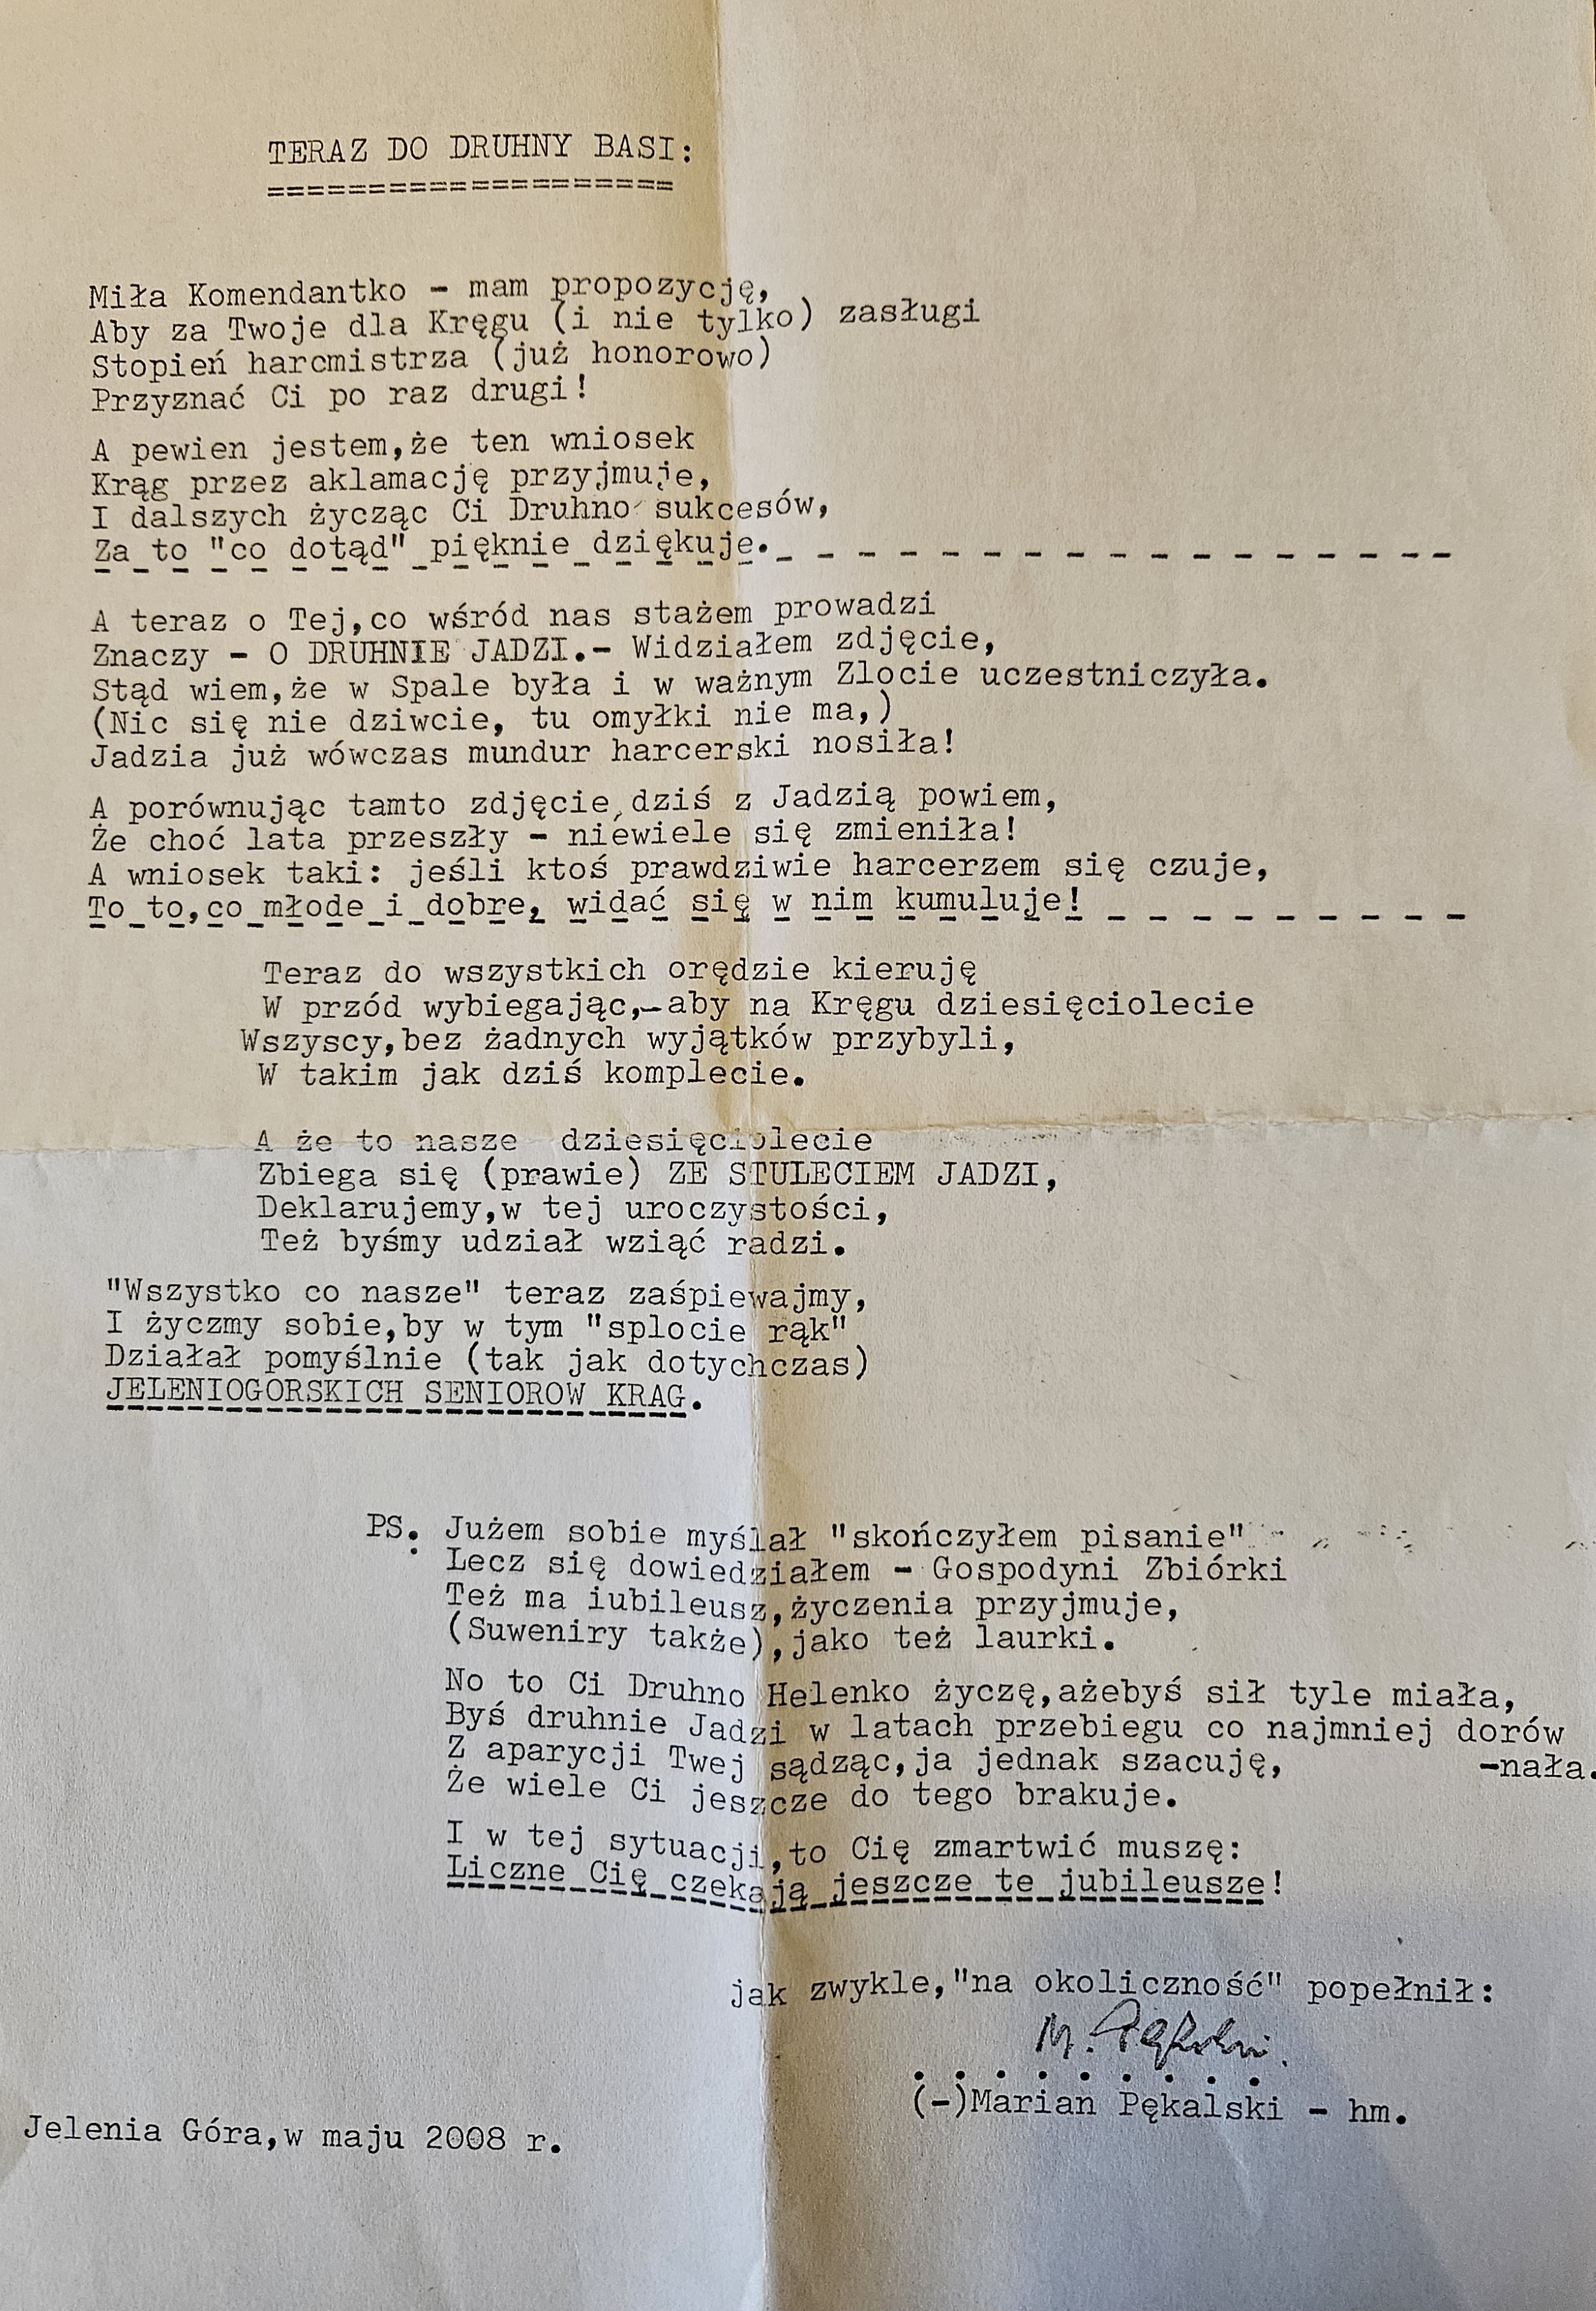 TERAZ DO DRUHNY BASI:
=====================
Miła Komendantko - mam propozycję,
Aby za Twoje dla Kręgu (i nie tylko) zasługi
Stopień harcmistrza (już honorowo)
Przyznać Ci po raz drugi!
A pewien jestem,że ten wniosek
Krąg przez aklamację przyjmuje,
I dalszych życząc Ci Druhno sukcesów,
Za to "co dotąd" pięknie dziękuje.
A teraz o Tej,co wśród nas stażem prowadzi
Znaczy - O DRUHNIE JADZI.- Widziałem zdjęcie,
Stąd wiem,że w Spale była i w ważnym Zlocie uczestniczyła.
(Nic się nie dziwcie, tu omyłki nie ma,)
Jadzia już wówczas mundur harcerski nosiła!
A porównując tamto zdjęcie dziś z Jadzią powiem,
Że choć lata przeszły - niewiele się zmieniła!
A wniosek taki: jeśli ktoś prawdziwie harcerzem się czuje,
To to,co młode i dobre, widać się w nim kumuluje!
Teraz do wszystkich orędzie kieruję
W przód wybiegając,-aby na Kręgu dziesięciolecie
Wszyscy,bez żadnych wyjątków przybyli,
W takim jak dziś komplecie.
A że to nasze dziesięciolecie
Zbiega się (prawie) ZE STULECIEM JADZI,
Deklarujemy,w tej uroczystości,
Też byśmy udział wziąć radzi.
"Wszystko co nasze" teraz zaśpiewajmy,
I życzmy sobie,by w tym "splocie rąk"
Działał pomyślnie (tak jak dotychczas)
JELENIOGORSKICH SENIOROW KRAG.
PS. Jużem sobie myślał "skończyłem pisanie"
Lecz się dowiedziałem - Gospodyni Zbiórki
Też ma iubileusz,życzenia przyjmuje,
(Suweniry także),jako też laurki.
No to Ci Druhno Helenko życzę,ażebyś sił tyle miała,
Byś druhnie Jadzi w latach przebiegu co najmniej dorów
Z aparycji Twej sądząc,ja jednak szacuję, -nała.
Że wiele Ci jeszcze do tego brakuje.
I w tej sytuacji,to Cię zmartwić muszę:
Liczne Cię czekają jeszcze te jubileusze!
jak zwykle,"na okoliczność" popełnił:
M. Pękalski.
. . . . . . . . .
(-)Marian Pękalski - hm.
Jelenia Góra,w maju 2008 r.